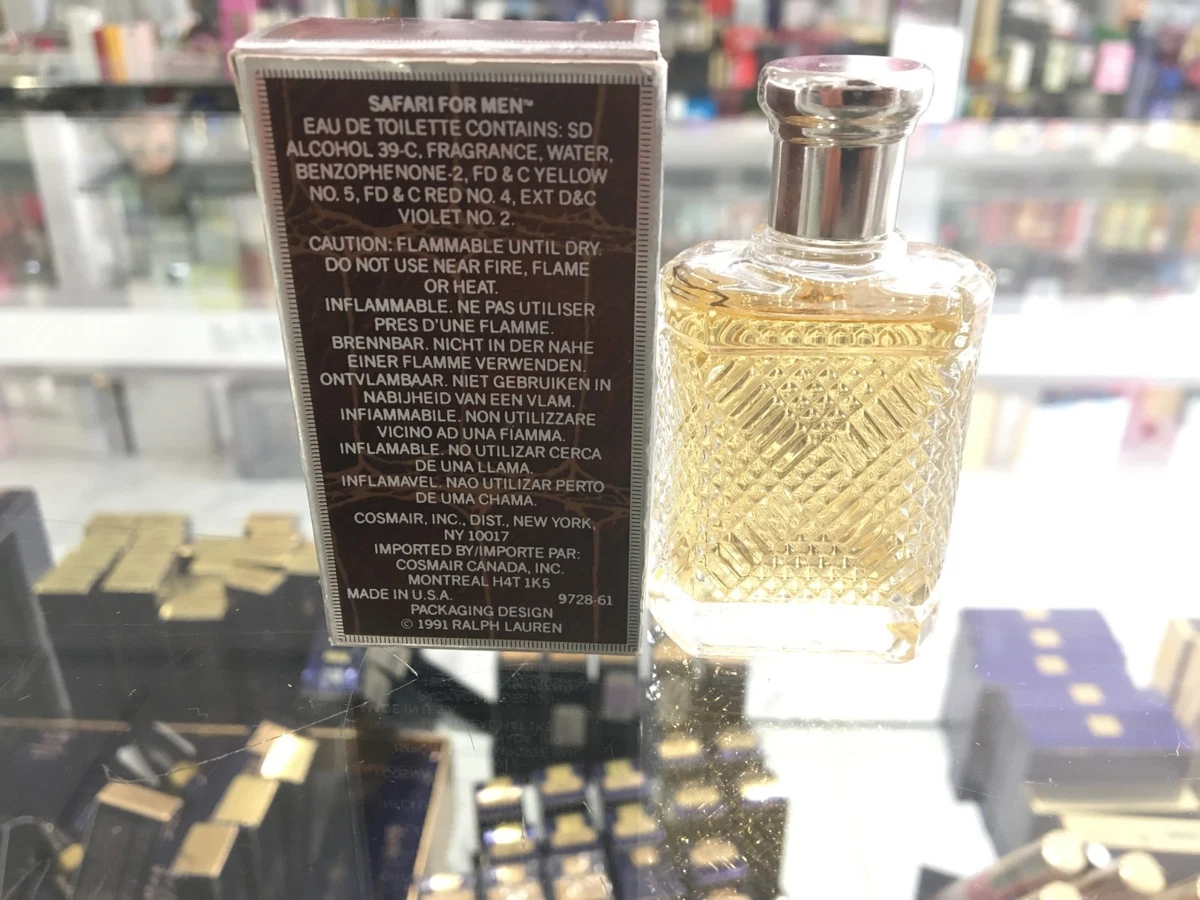 SAFARI FOR MEN™
EAU DE TOILETTE CONTAINS: SD
ALCOHOL 39-C, FRAGRANCE, WATER,
BENZOPHENONE-2, FD & C YELLOW
NO. 5, FD & C RED NO. 4, EXT D&C
VIOLET NO. 2.
CAUTION: FLAMMABLE UNTIL DRY.
DO NOT USE NEAR FIRE, FLAME
OR HEAT.
INFLAMMABLE. NE PAS UTILISER
PRES D'UNE FLAMME.
BRENNBAR. NICHT IN DER NAHE
EINER FLAMME VERWENDEN.
ONTVLAMBAAR. NIET GEBRUIKEN IN
NABIJHEID VAN EEN VLAM.
INFIAMMABILE. NON UTILIZZARE
VICINO AD UNA FIAMMA.
INFLAMABLE. NO UTILIZAR CERCA
DE UNA LLAMA.
INFLAMAVEL. NAO UTILIZAR PERTO
DE UMA CHAMA.
COSMAIR, INC., DIST., NEW YORK,
NY 10017
IMPORTED BY/IMPORTE PAR:
COSMAIR CANADA, INC.
MONTREAL H4T 1K5
MADE IN U.S.A. 9728-61
PACKAGING DESIGN
© 1991 RALPH LAUREN